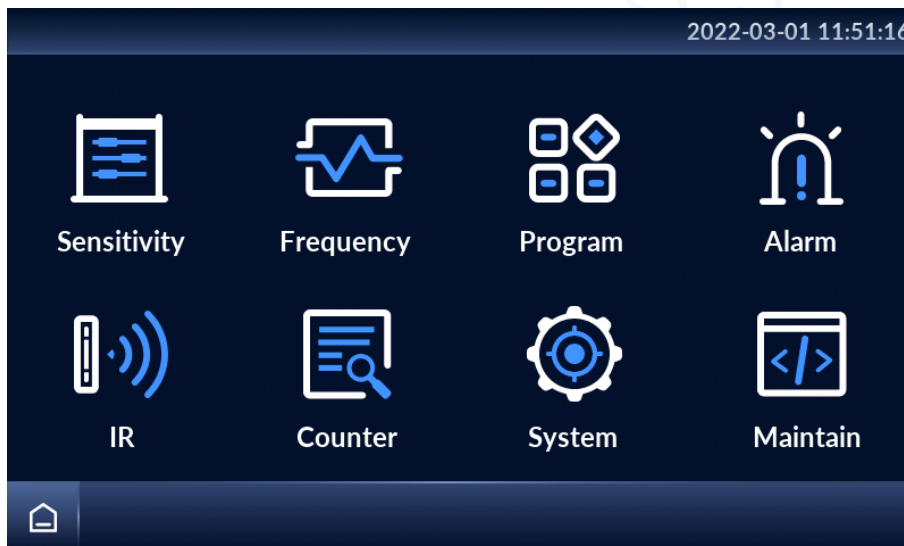 2022-03-01 11:51:16
Sensitivity Frequency Program Alarm
IR Counter System Maintain